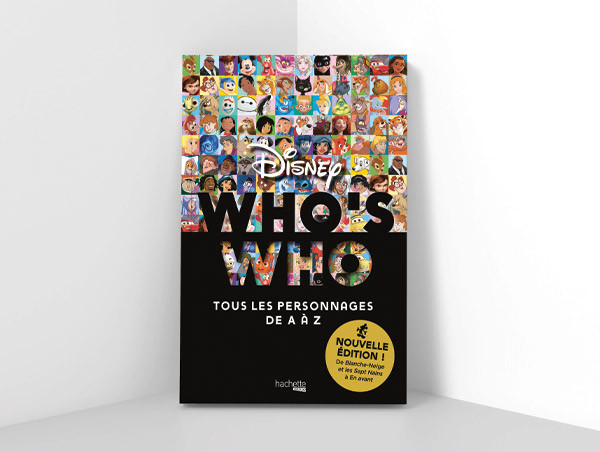 Disney
WHO'S
WHO
TOUS LES PERSONNAGES
DE A À Z
NOUVELLE
ÉDITION !
De Blanche-Neige
et les Sept Nains
à En avant
hachette
HEROES